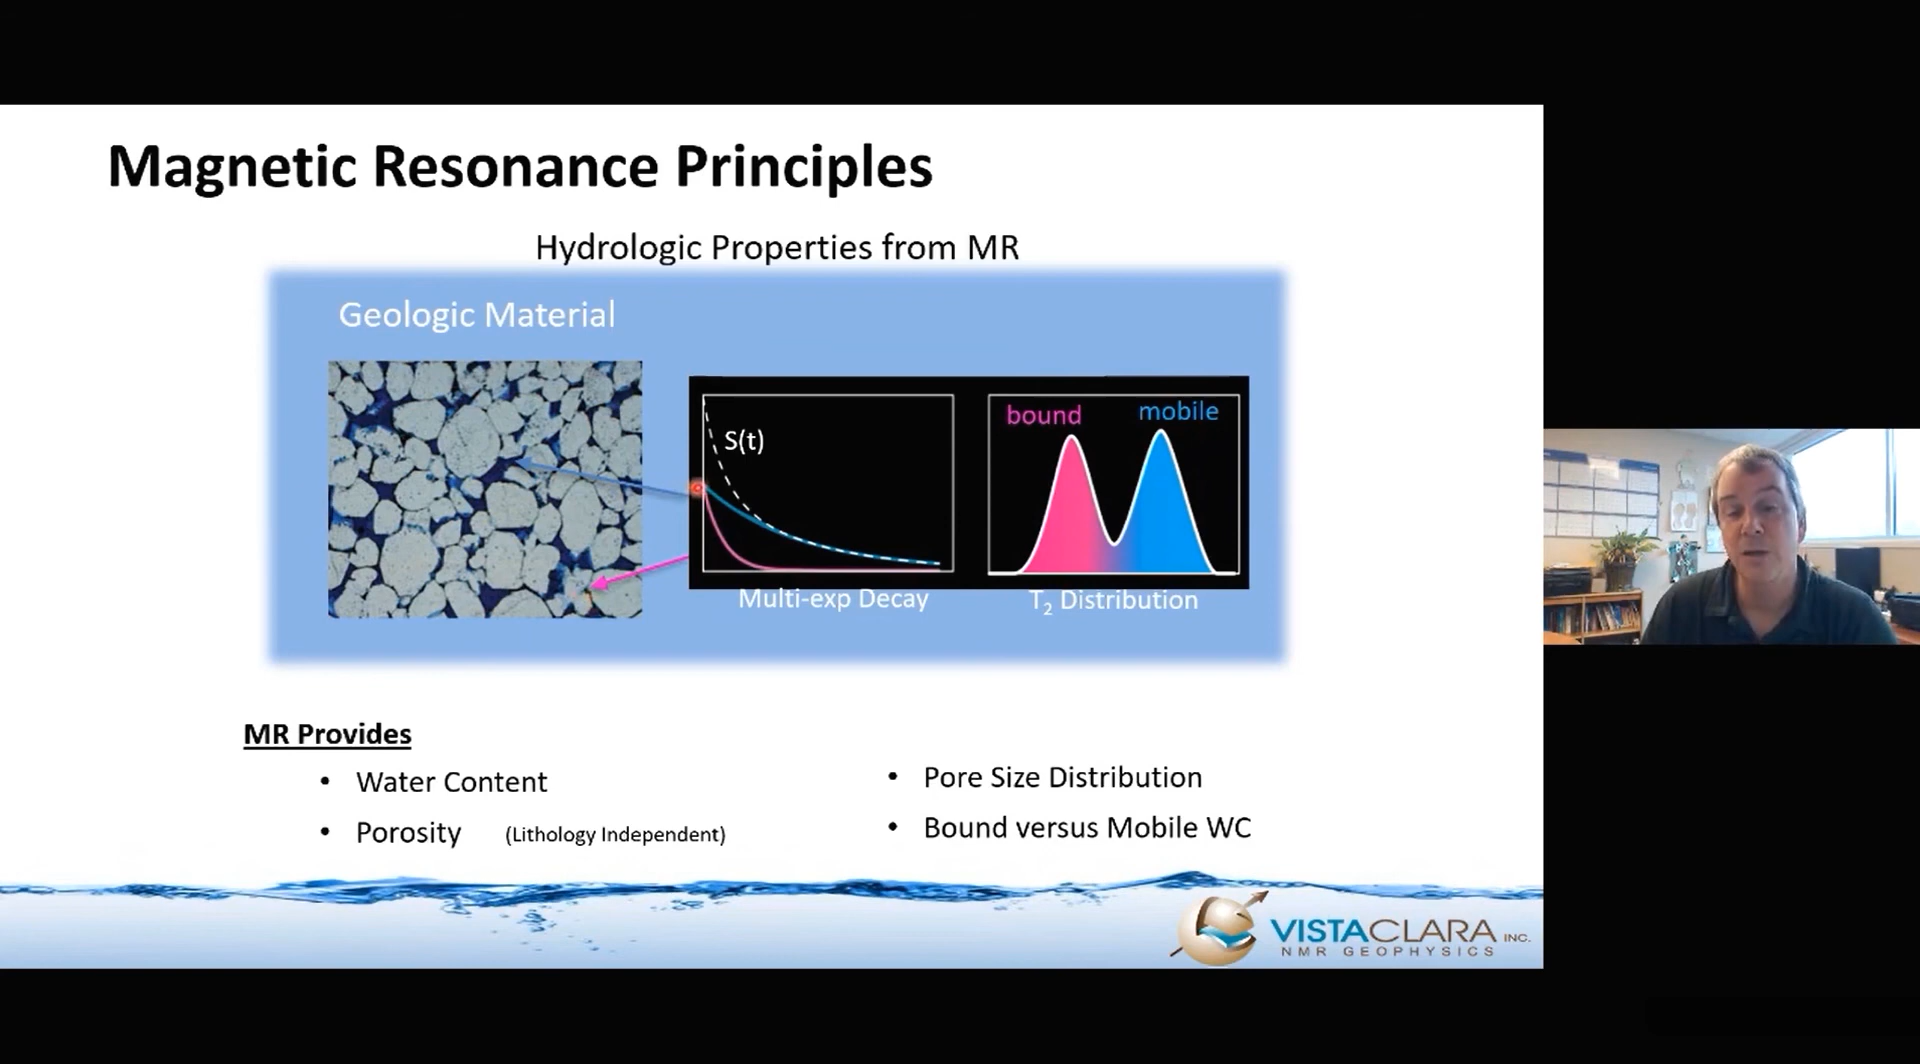 Magnetic Resonance Principles
Hydrologic Properties from MR
Geologic Material
S(t)
bound
mobile
Multi-exp Decay
T₂ Distribution
MR Provides
• Water Content
• Porosity (Lithology Independent)
• Pore Size Distribution
• Bound versus Mobile WC
VISTACLARA INC.
NMR GEOPHYSICS